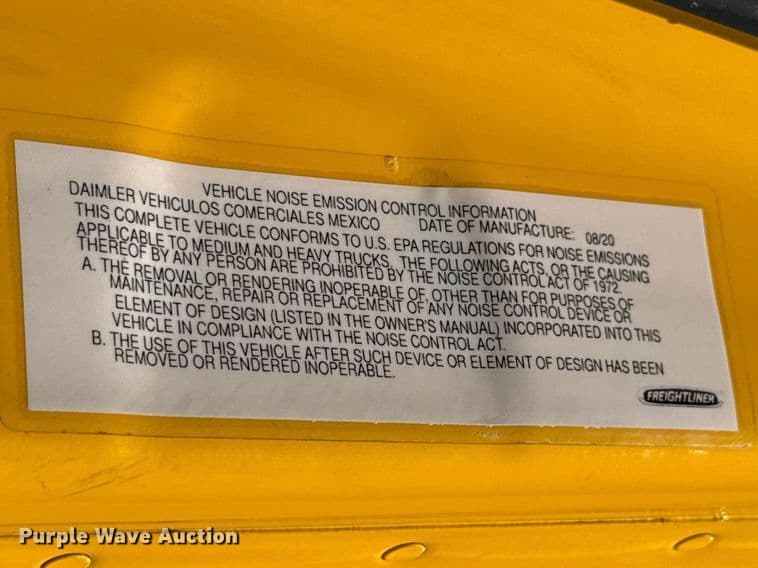 VEHICLE NOISE EMISSION CONTROL INFORMATION
DAIMLER VEHICULOS COMERCIALES MEXICO DATE OF MANUFACTURE: 08/20
THIS COMPLETE VEHICLE CONFORMS TO U.S. EPA REGULATIONS FOR NOISE EMISSIONS
APPLICABLE TO MEDIUM AND HEAVY TRUCKS. THE FOLLOWING ACTS, OR THE CAUSING
THEREOF BY ANY PERSON ARE PROHIBITED BY THE NOISE CONTROL ACT OF 1972.
A. THE REMOVAL OR RENDERING INOPERABLE OF, OTHER THAN FOR PURPOSES OF
MAINTENANCE, REPAIR OR REPLACEMENT OF ANY NOISE CONTROL DEVICE OR
ELEMENT OF DESIGN (LISTED IN THE OWNER'S MANUAL) INCORPORATED INTO THIS
VEHICLE IN COMPLIANCE WITH THE NOISE CONTROL ACT.
B. THE USE OF THIS VEHICLE AFTER SUCH DEVICE OR ELEMENT OF DESIGN HAS BEEN
REMOVED OR RENDERED INOPERABLE.
FREIGHTLINER
Purple Wave Auction